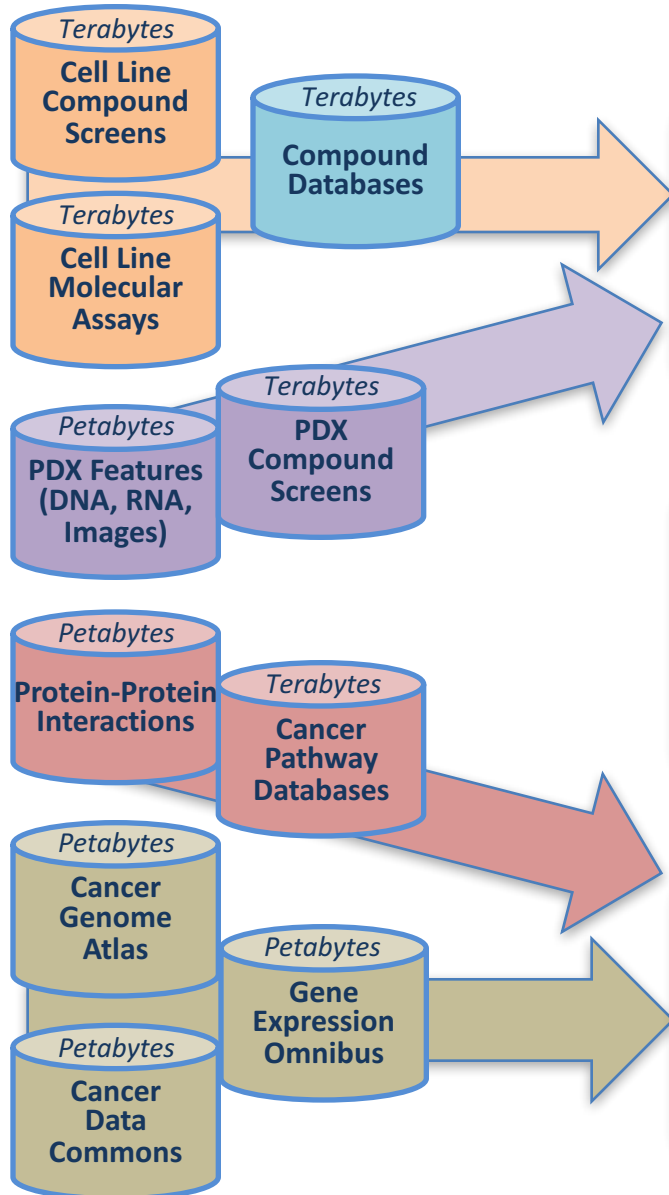 Terabytes
Cell Line
Compound
Screens
Terabytes
Compound
Databases
Terabytes
Cell Line
Molecular
Assays
Terabytes
PDX
Compound
Screens
Petabytes
PDX Features
(DNA, RNA,
Images)
Petabytes
Protein-Protein
Interactions
Terabytes
Cancer
Pathway
Databases
Petabytes
Cancer
Genome
Atlas
Petabytes
Gene
Expression
Omnibus
Petabytes
Cancer
Data
Commons